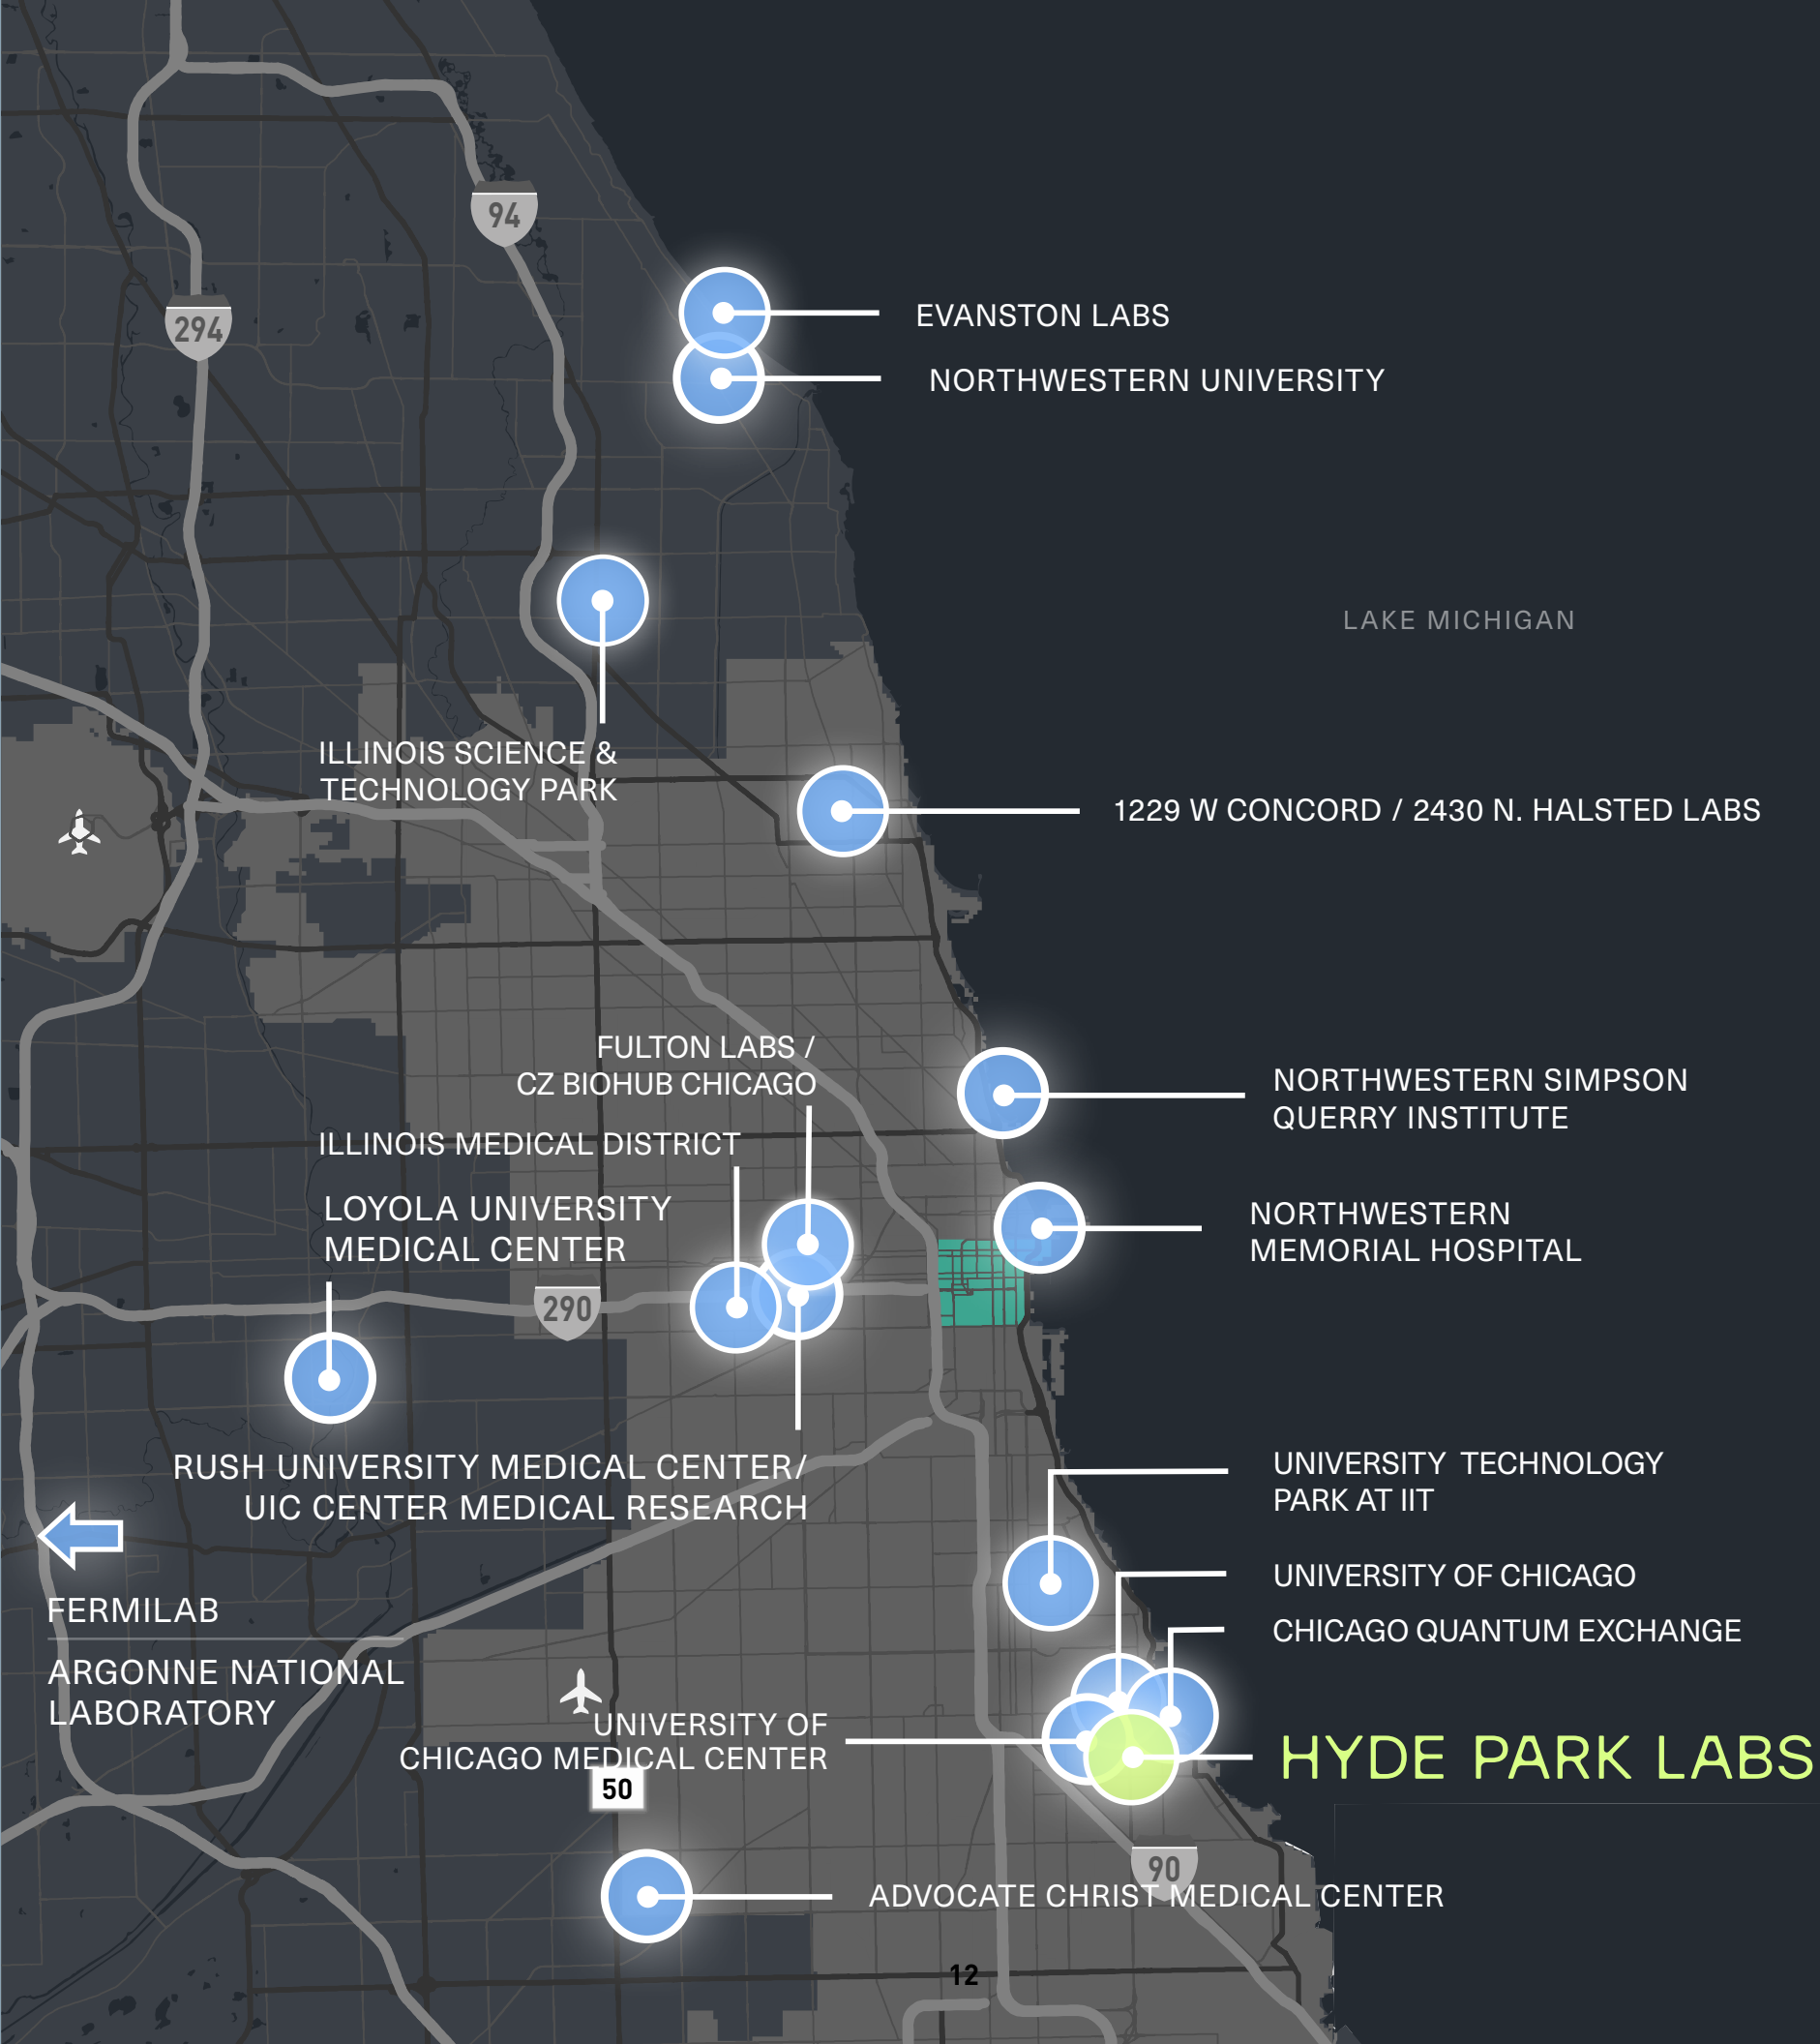 94
294
EVANSTON LABS
NORTHWESTERN UNIVERSITY
LAKE MICHIGAN
ILLINOIS SCIENCE &
TECHNOLOGY PARK
1229 W CONCORD / 2430 N. HALSTED LABS
FULTON LABS /
CZ BIOHUB CHICAGO
NORTHWESTERN SIMPSON
QUERRY INSTITUTE
ILLINOIS MEDICAL DISTRICT
LOYOLA UNIVERSITY
MEDICAL CENTER
NORTHWESTERN
MEMORIAL HOSPITAL
290
RUSH UNIVERSITY MEDICAL CENTER/
UIC CENTER MEDICAL RESEARCH
UNIVERSITY TECHNOLOGY
PARK AT IIT
UNIVERSITY OF CHICAGO
FERMILAB
CHICAGO QUANTUM EXCHANGE
ARGONNE NATIONAL
LABORATORY
UNIVERSITY OF
CHICAGO MEDICAL CENTER
HYDE PARK LABS
50
90
ADVOCATE CHRIST MEDICAL CENTER
12